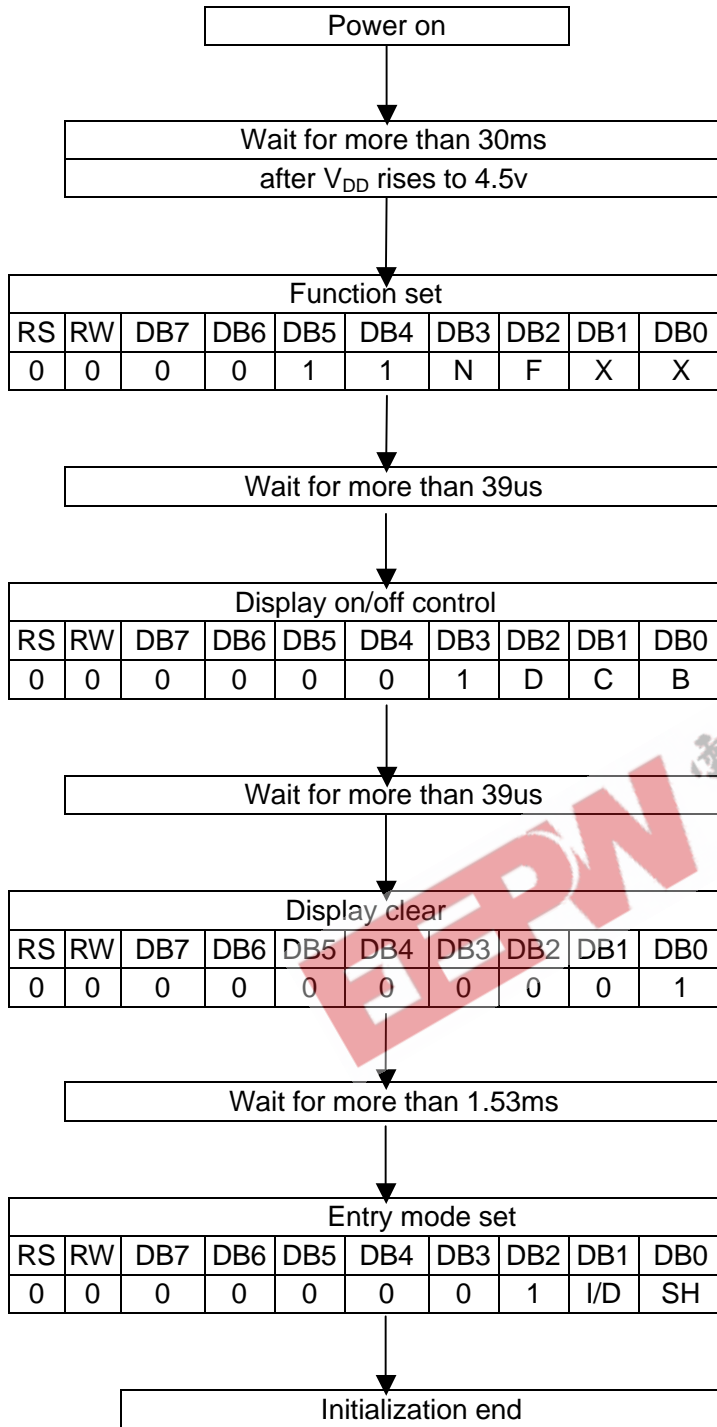 Power on
Wait for more than 30ms
after VDD rises to 4.5v
Function set
RS RW DB7 DB6 DB5 DB4 DB3 DB2 DB1 DB0
0 0 0 0 1 1 N F X X
Wait for more than 39us
Display on/off control
RS RW DB7 DB6 DB5 DB4 DB3 DB2 DB1 DB0
0 0 0 0 0 0 1 D C B
Wait for more than 39us
Display clear
RS RW DB7 DB6 DB5 DB4 DB3 DB2 DB1 DB0
0 0 0 0 0 0 0 0 0 1
EEPW
Wait for more than 1.53ms
Entry mode set
RS RW DB7 DB6 DB5 DB4 DB3 DB2 DB1 DB0
0 0 0 0 0 0 0 1 I/D SH
Initialization end